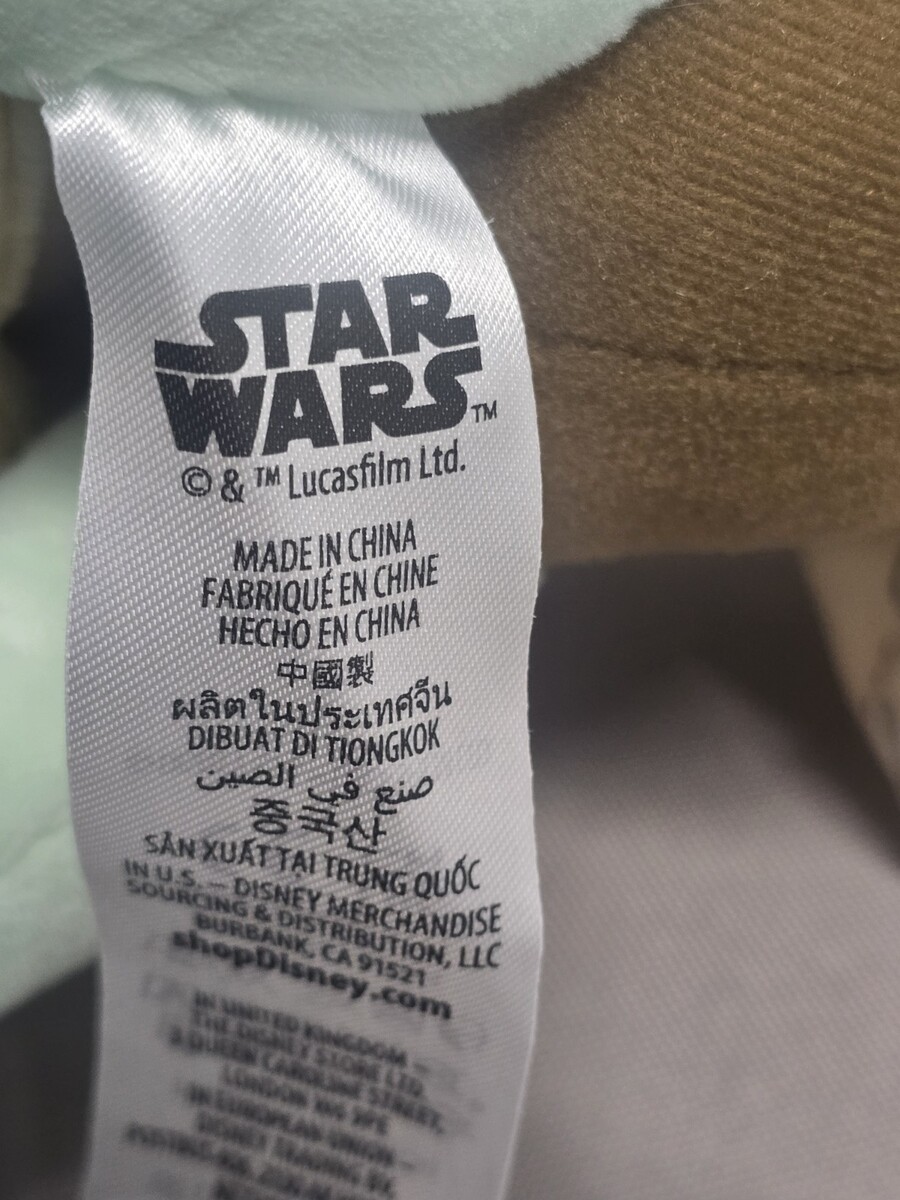 STAR
WARS™
© & ™ Lucasfilm Ltd.
MADE IN CHINA
FABRIQUÉ EN CHINE
HECHO EN CHINA
中國製
ผลิตในประเทศจีน
DIBUAT DI TIONGKOK
صنع في الصين
중국산
SẢN XUẤT TẠI TRUNG QUỐC
IN U.S. – DISNEY MERCHANDISE
SOURCING & DISTRIBUTION, LLC
BURBANK, CA 91521
shopDisney.com
IN UNITED KINGDOM –
THE DISNEY STORE LTD.
3 QUEEN CAROLINE STREET,
LONDON W6 9PE
IN EUROPEAN UNION –
DISNEY TRADING